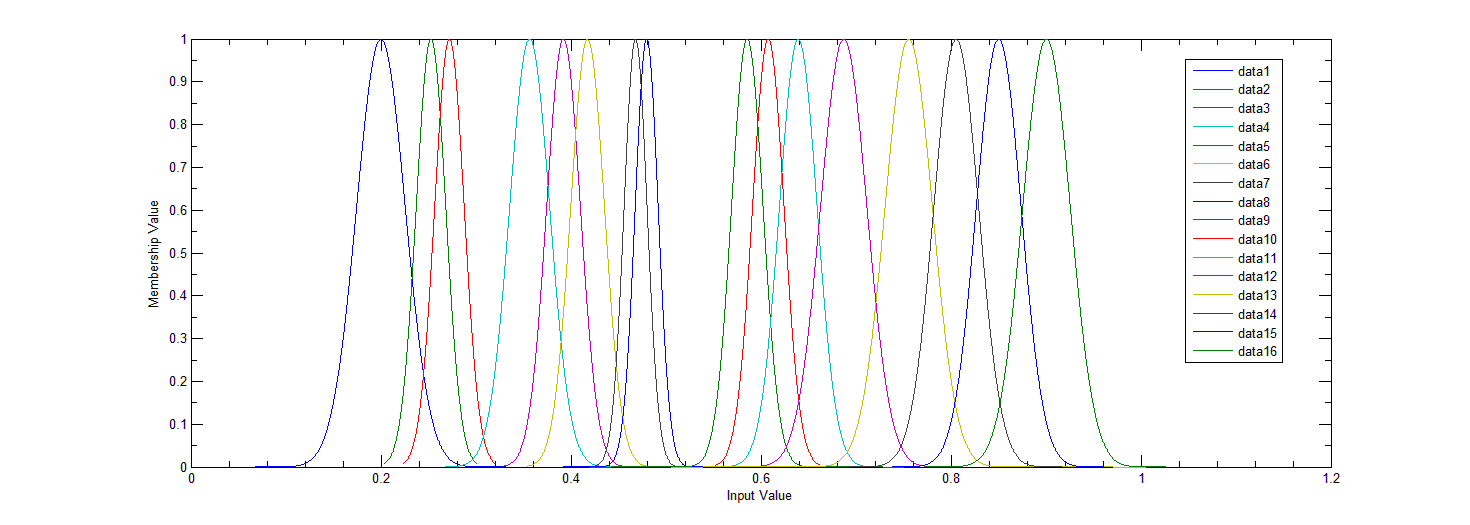 1
0.9
0.8
0.7
0.6
0.5
0.4
0.3
0.2
0.1
0
Membership Value
0 0.2 0.4 0.6 0.8 1 1.2
Input Value
data1
data2
data3
data4
data5
data6
data7
data8
data9
data10
data11
data12
data13
data14
data15
data16